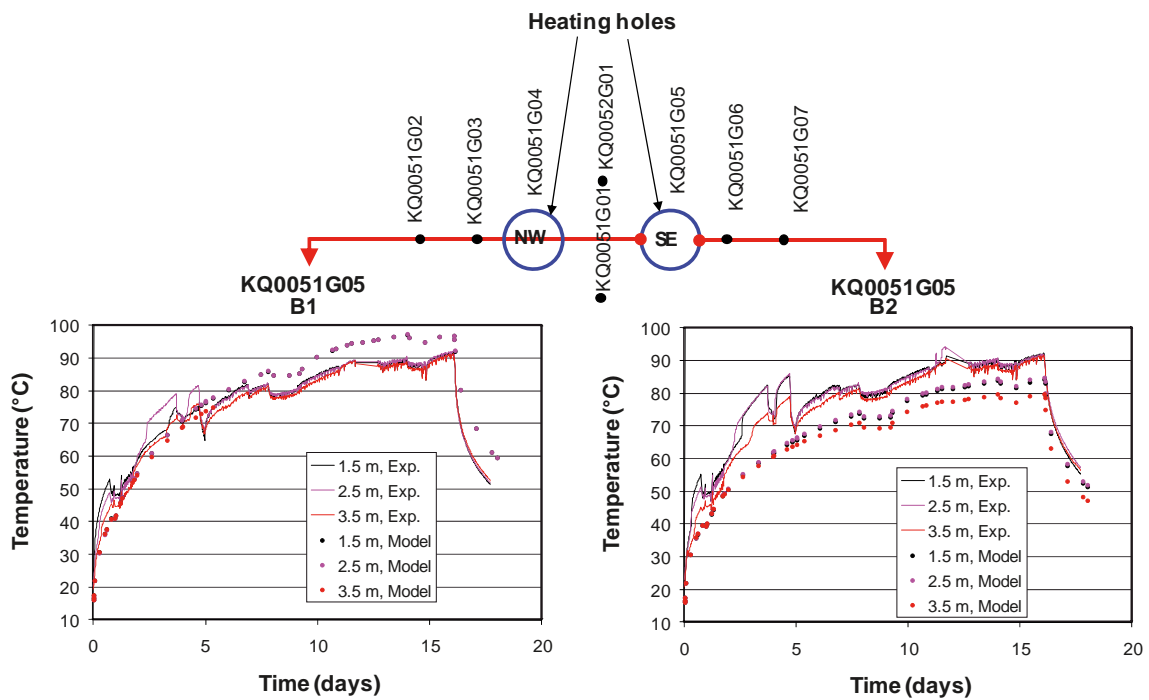 Heating holes
KQ0051G02
KQ0051G03
KQ0051G04
KQ0051G01
KQ0052G01
KQ0051G05
KQ0051G06
KQ0051G07
NW
SE
KQ0051G05
B1
Temperature (°C)
100
90
80
70
60
50
40
30
20
10
0
5
10
15
20
Time (days)
1.5 m, Exp.
2.5 m, Exp.
3.5 m, Exp.
1.5 m, Model
2.5 m, Model
3.5 m, Model
KQ0051G05
B2
Temperature (°C)
100
90
80
70
60
50
40
30
20
10
0
5
10
15
20
Time (days)
1.5 m, Exp.
2.5 m, Exp.
3.5 m, Exp.
1.5 m, Model
2.5 m, Model
3.5 m, Model